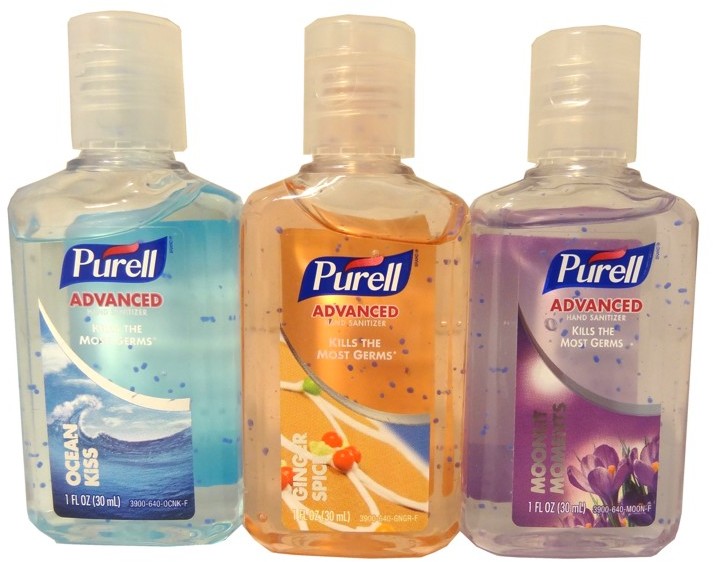 Purell
ADVANCED
HAND SANITIZER
KILLS THE
MOST GERMS*
OCEAN
KISS
1 FL OZ (30 mL)
3900-640-OCNK-F
Purell
ADVANCED
HAND SANITIZER
KILLS THE
MOST GERMS*
GINGER
SPICE
1 FL OZ (30 mL)
3900-640-GNGR-F
Purell
ADVANCED
HAND SANITIZER
KILLS THE
MOST GERMS*
MOONLIT
MOMENTS
1 FL OZ (30 mL)
3900-640-MOON-F